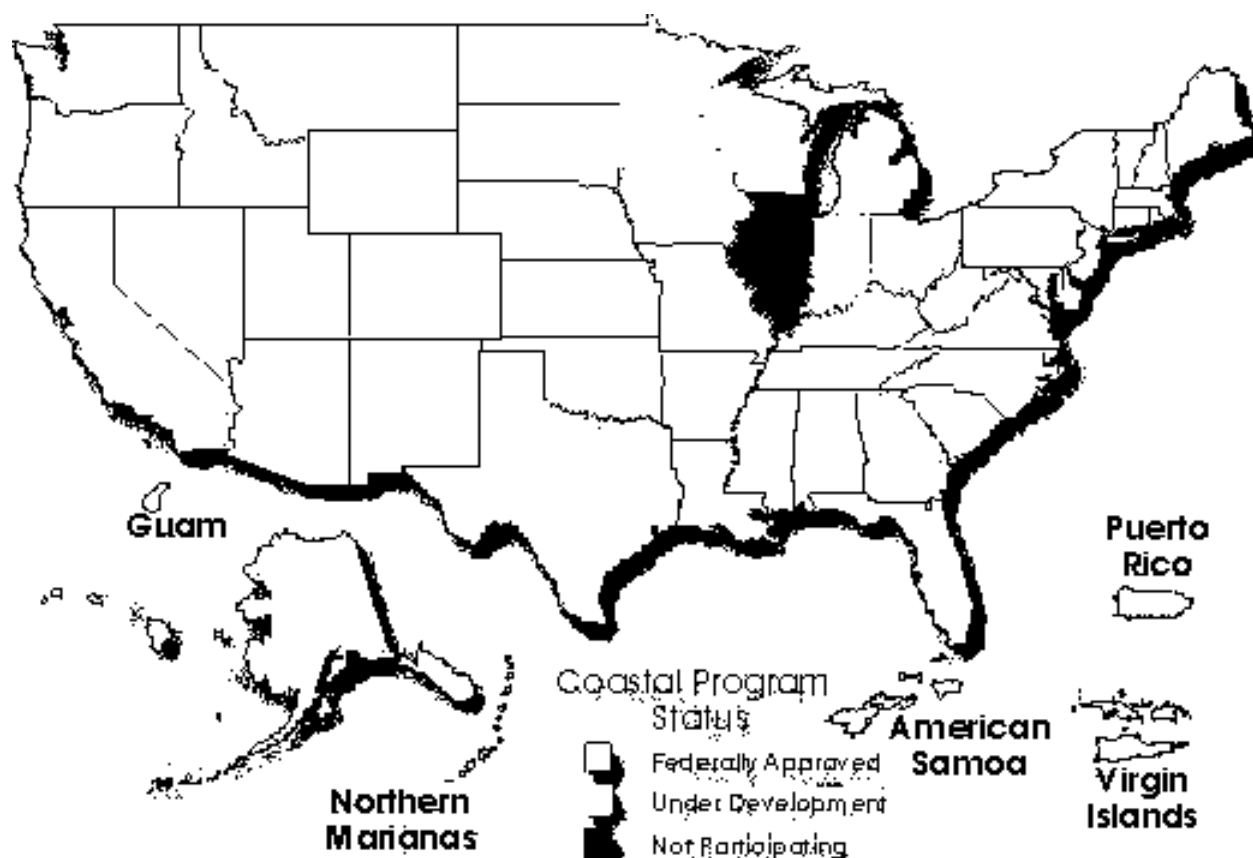 Guam
Puerto
Rico
Coastal Program
Status
American
Samoa
Federally Approved
Virgin
Islands
Under Development
Northern
Marianas
Not Participating